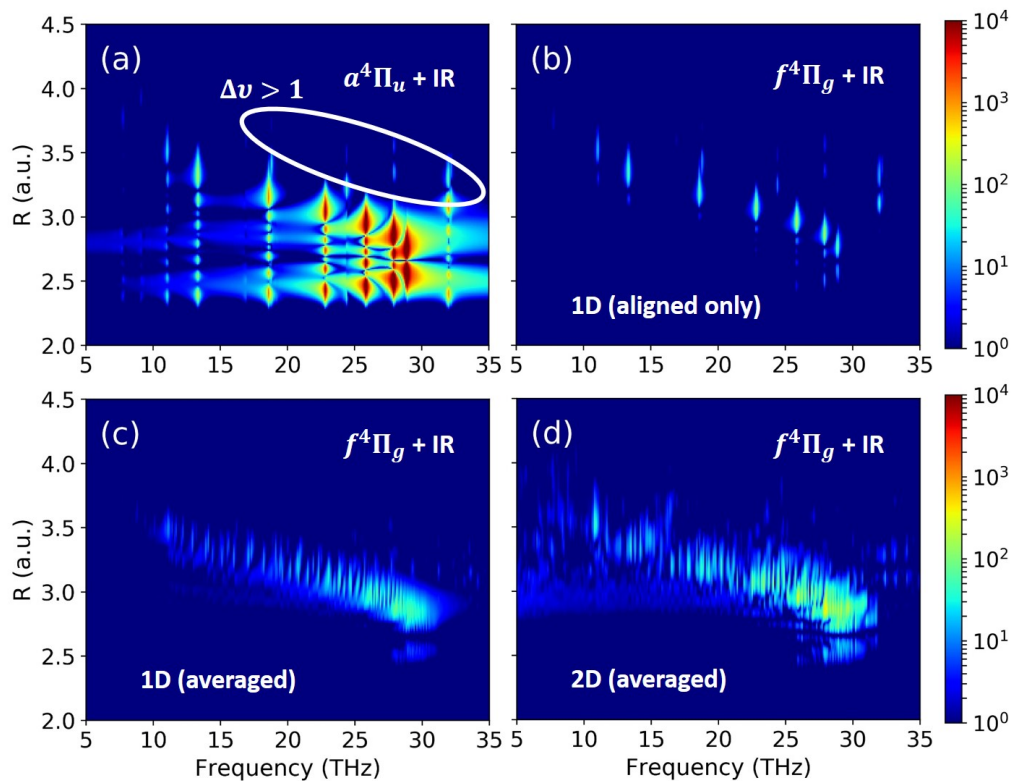 4.5
4.0
3.5
3.0
2.5
2.0
R (a.u.)
(a)
Δυ > 1
a⁴Πᵤ + IR
5 10 15 20 25 30 35
(b)
f⁴Π_g + IR
1D (aligned only)
5 10 15 20 25 30 35
10⁴
10³
10²
10¹
10⁰
4.5
4.0
3.5
3.0
2.5
2.0
R (a.u.)
(c)
f⁴Π_g + IR
1D (averaged)
5 10 15 20 25 30 35
Frequency (THz)
(d)
f⁴Π_g + IR
2D (averaged)
5 10 15 20 25 30 35
Frequency (THz)
10⁴
10³
10²
10¹
10⁰